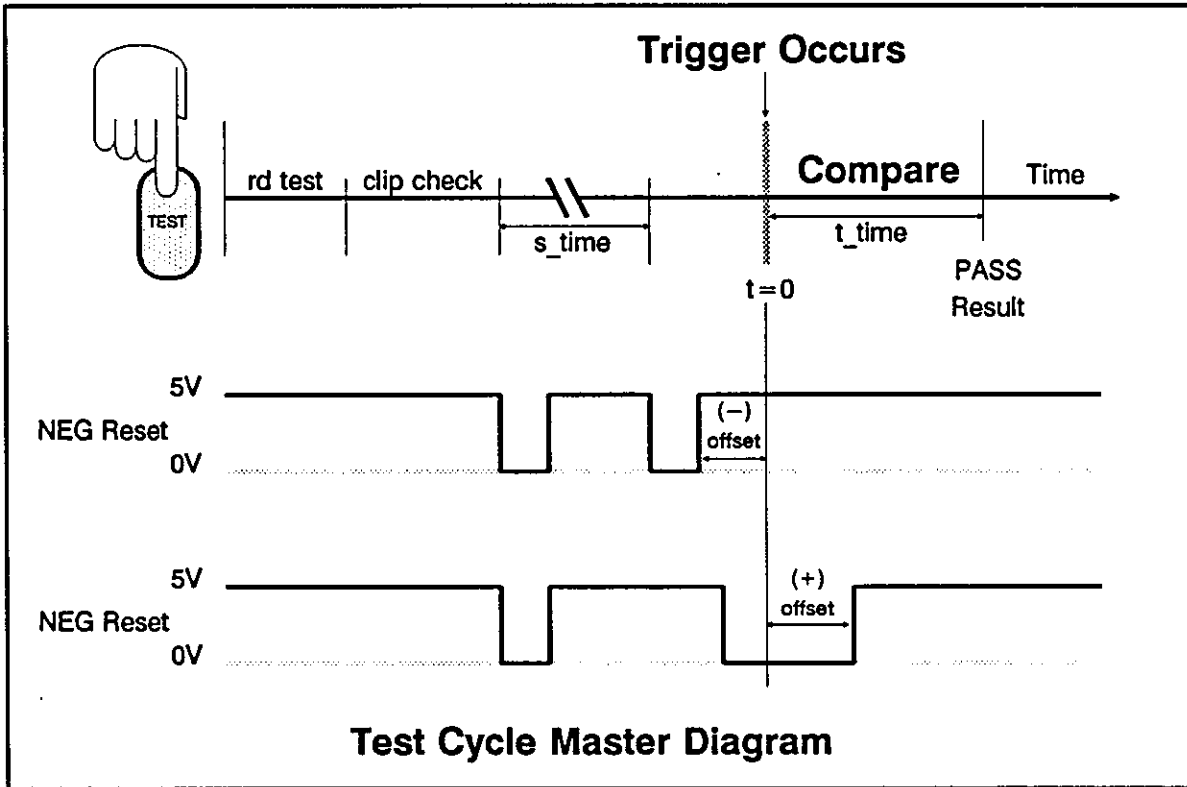 Trigger Occurs
rd test
clip check
Compare
Time
TEST
s_time
t_time
t=0
PASS
Result
5V
NEG Reset
0V
(−)
offset
5V
NEG Reset
0V
(+)
offset
Test Cycle Master Diagram